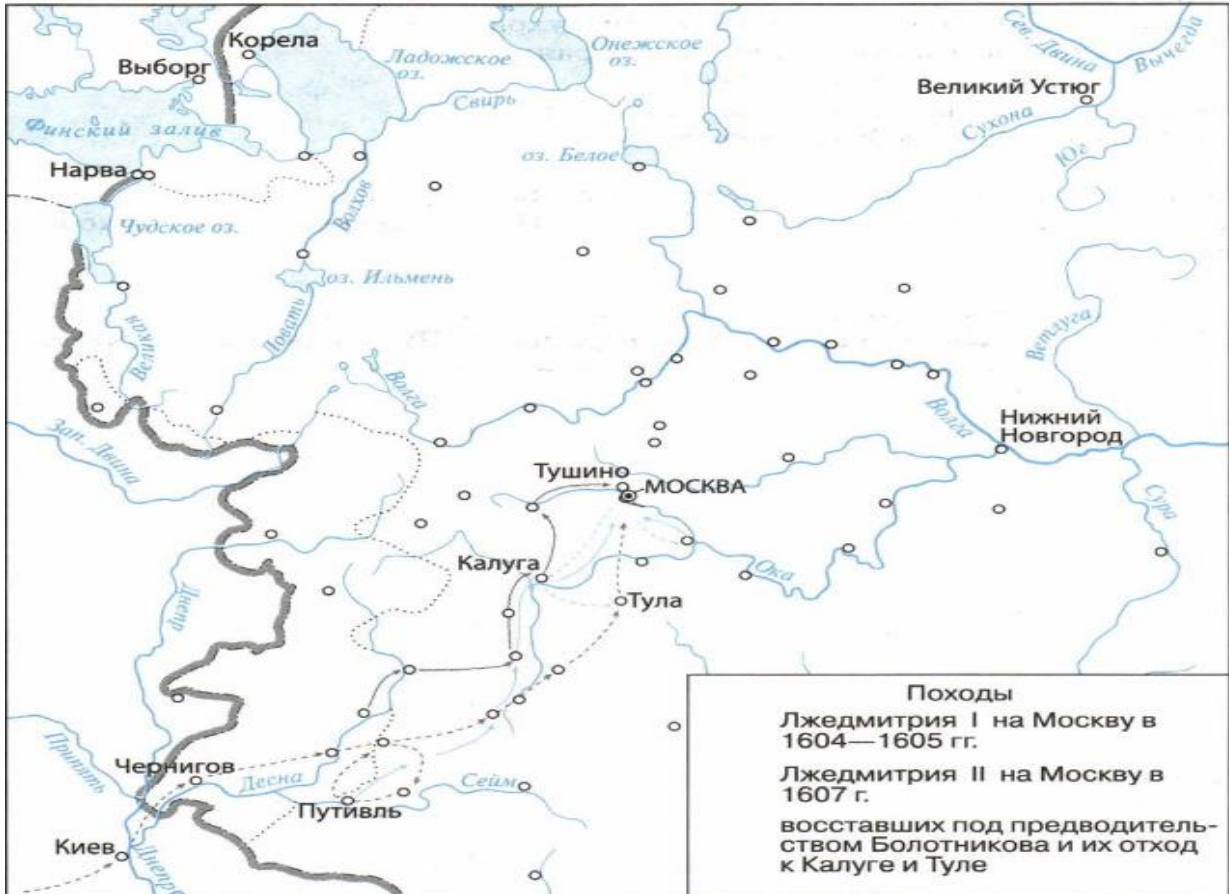 Корела
Выборг
Ладожское
оз.
Онежское
оз.
Сев. Двина
Вычегда
Великий Устюг
Свирь
Сухона
Финский залив
оз. Белое
Юг
Нарва
Волхов
Чудское оз.
оз. Ильмень
Великая
Ловать
Ветлуга
Волга
Зап. Двина
Волга
Нижний
Новгород
Тушино
МОСКВА
Сура
Калуга
Ока
Днепр
Тула
Припять
Чернигов
Десна
Сейм
Путивль
Киев
Днепр
Походы
Лжедмитрия I на Москву в
1604—1605 гг.
Лжедмитрия II на Москву в
1607 г.
восставших под предводитель-
ством Болотникова и их отход
к Калуге и Туле